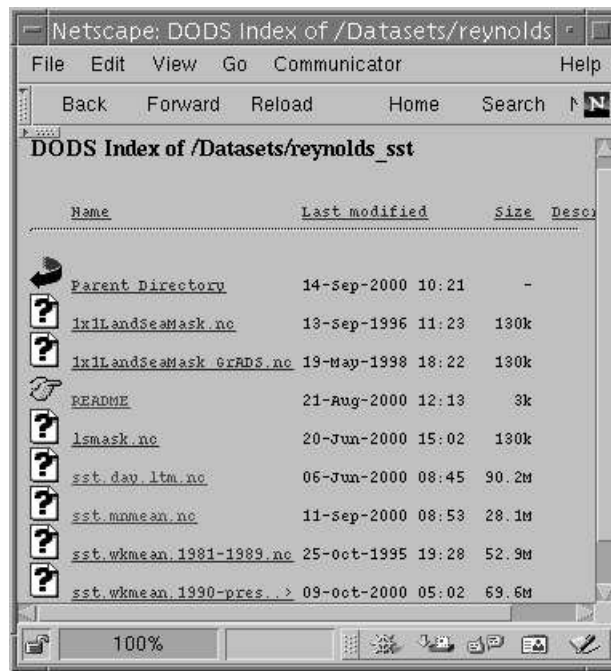 Netscape: DODS Index of /Datasets/reynolds
File Edit View Go Communicator Help
Back Forward Reload Home Search N
DODS Index of /Datasets/reynolds_sst
Name Last modified Size Descr
Parent Directory 14-Sep-2000 10:21 -
1x1LandSeaMask.nc 13-Sep-1996 11:23 130k
1x1LandSeaMask_GrADS.nc 19-May-1998 18:22 130k
README 21-Aug-2000 12:13 3k
lsmask.nc 20-Jun-2000 15:02 130k
sst.day.ltm.nc 06-Jun-2000 08:45 90.2M
sst.mnmean.nc 11-Sep-2000 08:53 28.1M
sst.wkmean.1981-1989.nc 25-Oct-1995 19:28 52.9M
sst.wkmean.1990-pres..> 09-Oct-2000 05:02 69.6M
100%